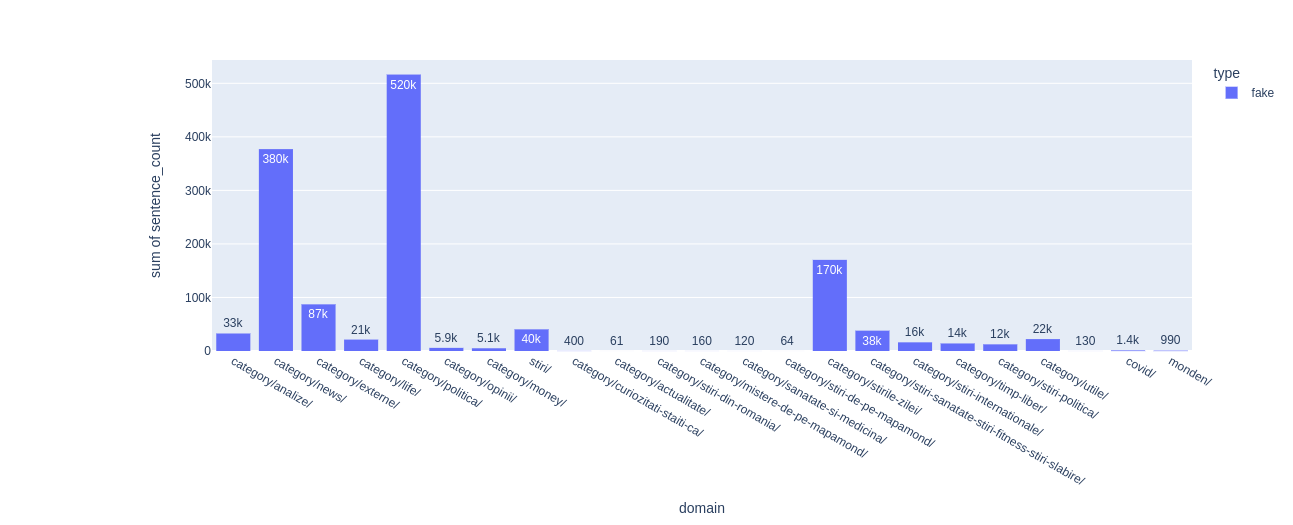 type
fake
sum of sentence_count
500k
400k
300k
200k
100k
0
33k
380k
87k
21k
520k
5.9k
5.1k
40k
400
61
190
160
120
64
170k
38k
16k
14k
12k
22k
130
1.4k
990
category/analize/
category/news/
category/externe/
category/life/
category/politica/
category/opinii/
category/money/
stiri/
category/curiozitati-staiti-ca/
category/actualitate/
category/stiri-din-romania/
category/mistere-de-pe-mapamond/
category/sanatate-si-medicina/
category/stiri-de-pe-mapamond/
category/stirile-zilei/
category/stiri-sanatate-stiri-fitness-stiri-slabire/
category/stiri-internationale/
category/timp-liber/
category/stiri-politica/
category/utile/
covid/
monden/
domain